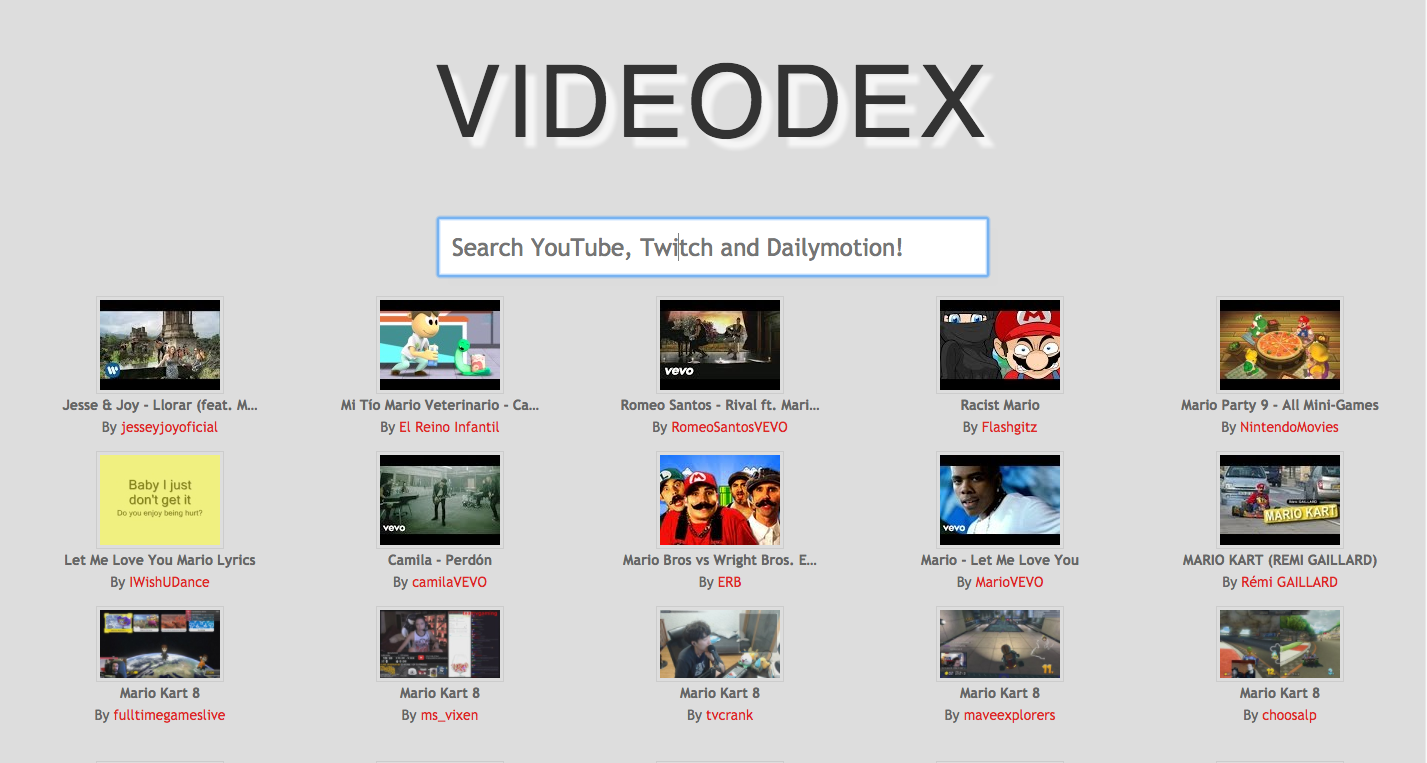 VIDEODEX
Search YouTube, Twitch and Dailymotion!
vevo
Jesse & Joy - Llorar (feat. M...
Mi Tío Mario Veterinario - Ca...
Romeo Santos - Rival ft. Mari...
Racist Mario
Mario Party 9 - All Mini-Games
By jesseyjoyoficial
By El Reino Infantil
By RomeoSantosVEVO
By Flashgitz
By NintendoMovies
Baby I just
don't get it
Do you enjoy being hurt?
vevo
vevo
Rémi GAILLARD
MARIO KART
Let Me Love You Mario Lyrics
Camila - Perdón
Mario Bros vs Wright Bros. E...
Mario - Let Me Love You
MARIO KART (REMI GAILLARD)
By IWishUDance
By camilaVEVO
By ERB
By MarioVEVO
By Rémi GAILLARD
11.
12
Mario Kart 8
Mario Kart 8
Mario Kart 8
Mario Kart 8
Mario Kart 8
By fulltimegameslive
By ms_vixen
By tvcrank
By maveexplorers
By choosalp